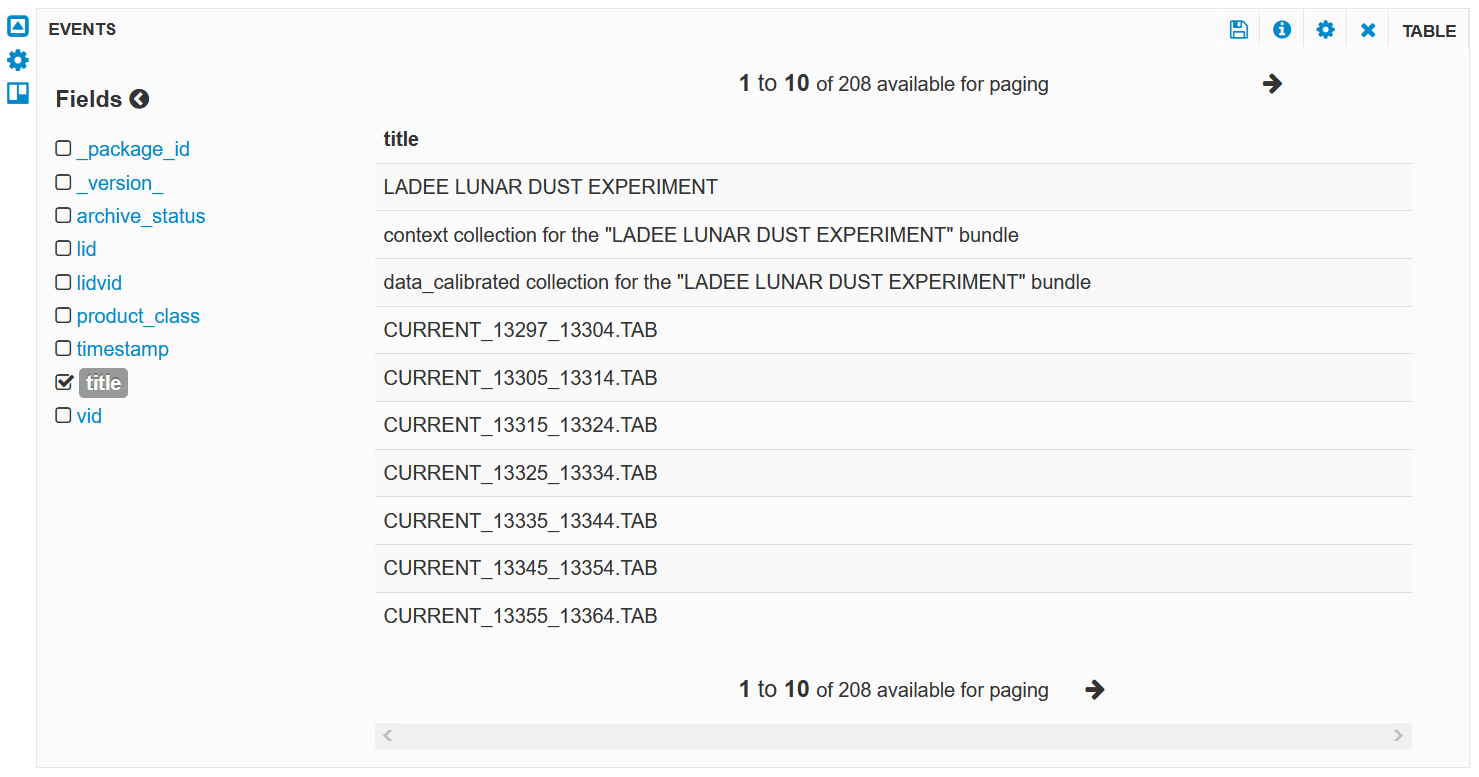 EVENTS
TABLE
1 to 10 of 208 available for paging
Fields
_package_id
_version_
archive_status
lid
lidvid
product_class
timestamp
title
vid
title
LADEE LUNAR DUST EXPERIMENT
context collection for the "LADEE LUNAR DUST EXPERIMENT" bundle
data_calibrated collection for the "LADEE LUNAR DUST EXPERIMENT" bundle
CURRENT_13297_13304.TAB
CURRENT_13305_13314.TAB
CURRENT_13315_13324.TAB
CURRENT_13325_13334.TAB
CURRENT_13335_13344.TAB
CURRENT_13345_13354.TAB
CURRENT_13355_13364.TAB
1 to 10 of 208 available for paging